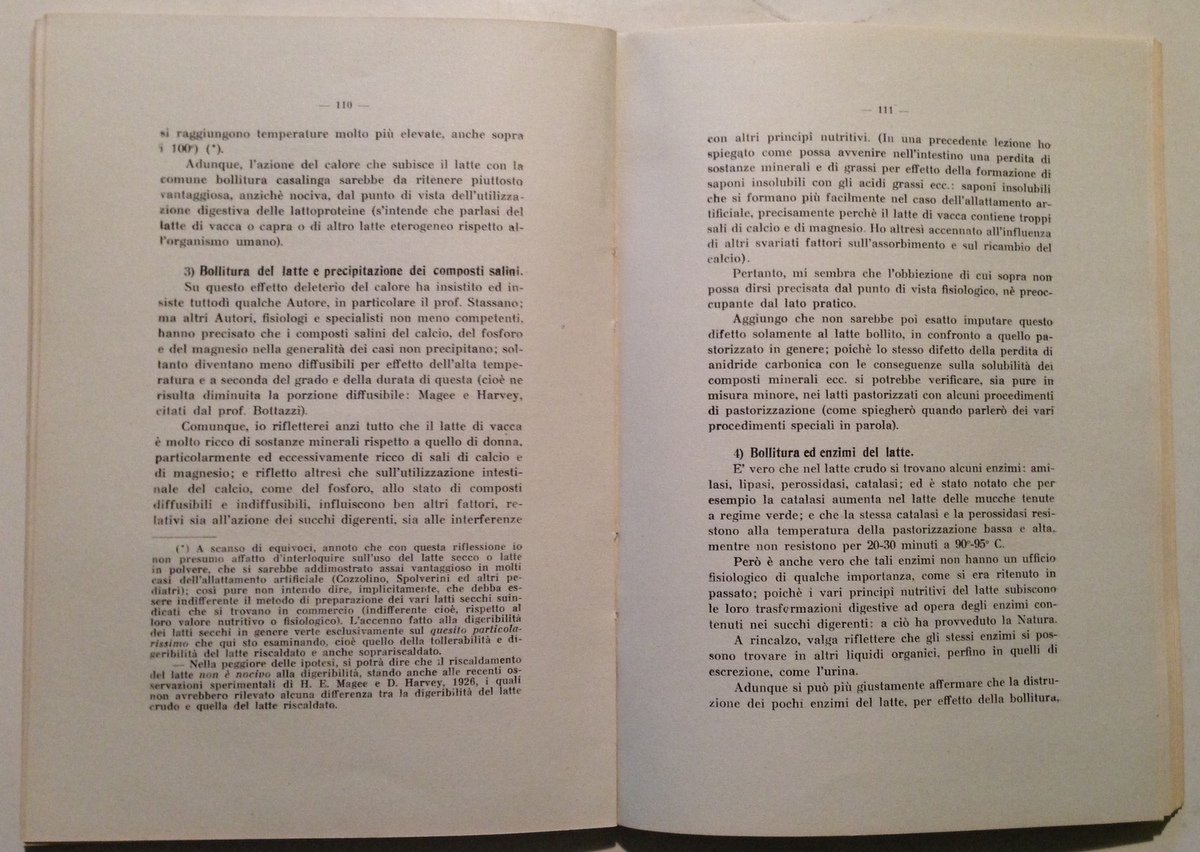 — 110 —
si raggiungono temperature molto più elevate, anche sopra
i 100º) (*).
Adunque, l'azione del calore che subisce il latte con la
comune bollitura casalinga sarebbe da ritenere piuttosto
vantaggiosa, anzichè nociva, dal punto di vista dell'utilizza-
zione digestiva delle lattoproteine (s'intende che parlasi del
latte di vacca o capra o di altro latte eterogeneo rispetto al-
l'organismo umano).
3) Bollitura del latte e precipitazione dei composti salini.
Su questo effetto deleterio del calore ha insistito ed in-
siste tuttodì qualche Autore, in particolare il prof. Stassano;
ma altri Autori, fisiologi e specialisti non meno competenti,
hanno precisato che i composti salini del calcio, del fosforo
e del magnesio nella generalità dei casi non precipitano; sol-
tanto diventano meno diffusibili per effetto dell'alta tempe-
ratura e a seconda del grado e della durata di questa (cioè ne
risulta diminuita la porzione diffusibile: Magee e Harvey,
citati dal prof. Bottazzi).
Comunque, io rifletterei anzi tutto che il latte di vacca
è molto ricco di sostanze minerali rispetto a quello di donna,
particolarmente ed eccessivamente ricco di sali di calcio e
di magnesio; e rifletto altresì che sull'utilizzazione intesti-
nale del calcio, come del fosforo, allo stato di composti
diffusibili e indiffusibili, influiscono ben altri fattori, re-
lativi sia all'azione dei succhi digerenti, sia alle interferenze
(*) A scanso di equivoci, annoto che con questa riflessione io
non presumo affatto d'interloquire sull'uso del latte secco o latte
in polvere, che si sarebbe addimostrato assai vantaggioso in molti
casi dell'allattamento artificiale (Cozzolino, Spolverini ed altri pe-
diatri); così pure non intendo dire, implicitamente, che debba es-
sere indifferente il metodo di preparazione dei vari latti secchi suin-
dicati che si trovano in commercio (indifferente cioè, rispetto al
loro valore nutritivo o fisiologico). L'accenno fatto alla digeribilità
dei latti secchi in genere verte esclusivamente sul quesito particola-
rissimo che qui sto esaminando, cioè quello della tollerabilità e di-
geribilità del latte riscaldato e anche soprariscaldato.
— Nella peggiore delle ipotesi, si potrà dire che il riscaldamento
del latte non è nocivo alla digeribilità, stando anche alle recenti os-
servazioni sperimentali di H. E. Magee e D. Harvey, 1926, i quali
non avrebbero rilevato alcuna differenza tra la digeribilità del latte
crudo e quella del latte riscaldato.
— 111 —
con altri principî nutritivi. (In una precedente lezione ho
spiegato come possa avvenire nell'intestino una perdita di
sostanze minerali e di grassi per effetto della formazione di
saponi insolubili con gli acidi grassi ecc.: saponi insolubili
che si formano più facilmente nel caso dell'allattamento ar-
tificiale, precisamente perchè il latte di vacca contiene troppi
sali di calcio e di magnesio. Ho altresì accennato all'influenza
di altri svariati fattori sull'assorbimento e sul ricambio del
calcio).
Pertanto, mi sembra che l'obbiezione di cui sopra non
possa dirsi precisata dal punto di vista fisiologico, nè preoc-
cupante dal lato pratico.
Aggiungo che non sarebbe poi esatto imputare questo
difetto solamente al latte bollito, in confronto a quello pa-
storizzato in genere; poichè lo stesso difetto della perdita di
anidride carbonica con le conseguenze sulla solubilità dei
composti minerali ecc. si potrebbe verificare, sia pure in
misura minore, nei latti pastorizzati con alcuni procedimenti
di pastorizzazione (come spiegherò quando parlerò dei vari
procedimenti speciali in parola).
4) Bollitura ed enzimi del latte.
E' vero che nel latte crudo si trovano alcuni enzimi: ami-
lasi, lipasi, perossidasi, catalasi; ed è stato notato che per
esempio la catalasi aumenta nel latte delle mucche tenute
a regime verde; e che la stessa catalasi e la perossidasi resi-
stono alla temperatura della pastorizzazione bassa e alta,
mentre non resistono per 20-30 minuti a 90º-95º C.
Però è anche vero che tali enzimi non hanno un ufficio
fisiologico di qualche importanza, come si era ritenuto in
passato; poichè i vari principî nutritivi del latte subiscono
le loro trasformazioni digestive ad opera degli enzimi con-
tenuti nei succhi digerenti: a ciò ha provveduto la Natura.
A rincalzo, valga riflettere che gli stessi enzimi si pos-
sono trovare in altri liquidi organici, perfino in quelli di
escrezione, come l'urina.
Adunque si può più giustamente affermare che la distru-
zione dei pochi enzimi del latte, per effetto della bollitura,